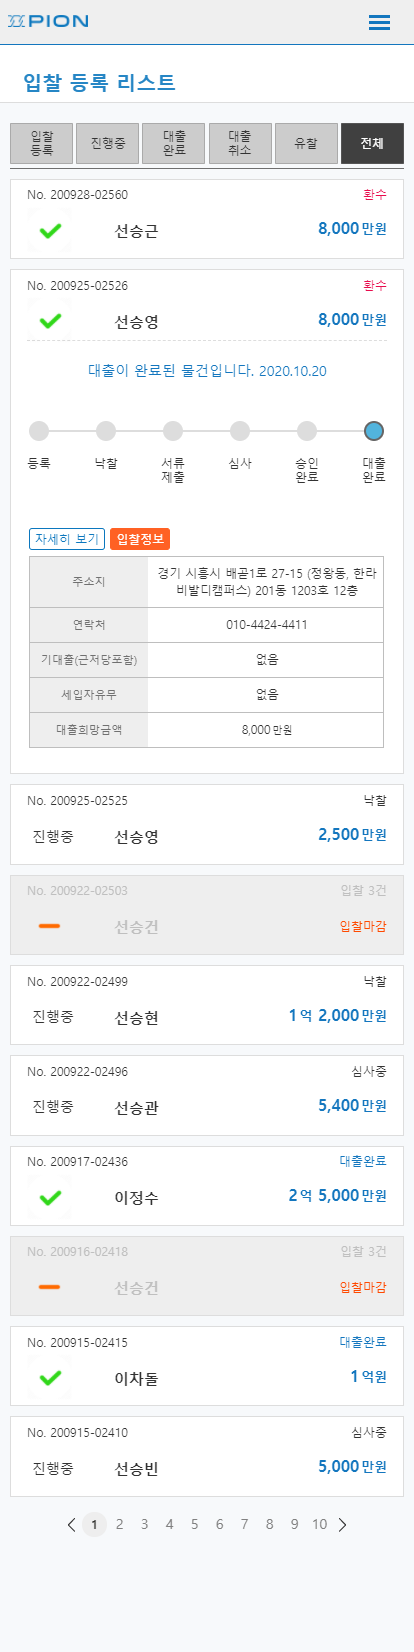 PION
입찰 등록 리스트
입찰
등록
진행중
대출
완료
대출
취소
유찰
전체
No. 200928-02560
환수
선승근
8,000 만원
No. 200925-02526
환수
선승영
8,000 만원
대출이 완료된 물건입니다. 2020.10.20
등록
낙찰
서류
제출
심사
승인
완료
대출
완료
자세히 보기
입찰정보
주소지
경기 시흥시 배곧1로 27-15 (정왕동, 한라
비발디캠퍼스) 201동 1203호 12층
연락처
010-4424-4411
기대출(근저당포함)
없음
세입자유무
없음
대출희망금액
8,000 만원
No. 200925-02525
낙찰
진행중
선승영
2,500 만원
No. 200922-02503
입찰 3건
선승건
입찰마감
No. 200922-02499
낙찰
진행중
선승현
1 억 2,000 만원
No. 200922-02496
심사중
진행중
선승관
5,400 만원
No. 200917-02436
대출완료
이정수
2 억 5,000 만원
No. 200916-02418
입찰 3건
선승건
입찰마감
No. 200915-02415
대출완료
이차돌
1 억원
No. 200915-02410
심사중
진행중
선승빈
5,000 만원
1 2 3 4 5 6 7 8 9 10